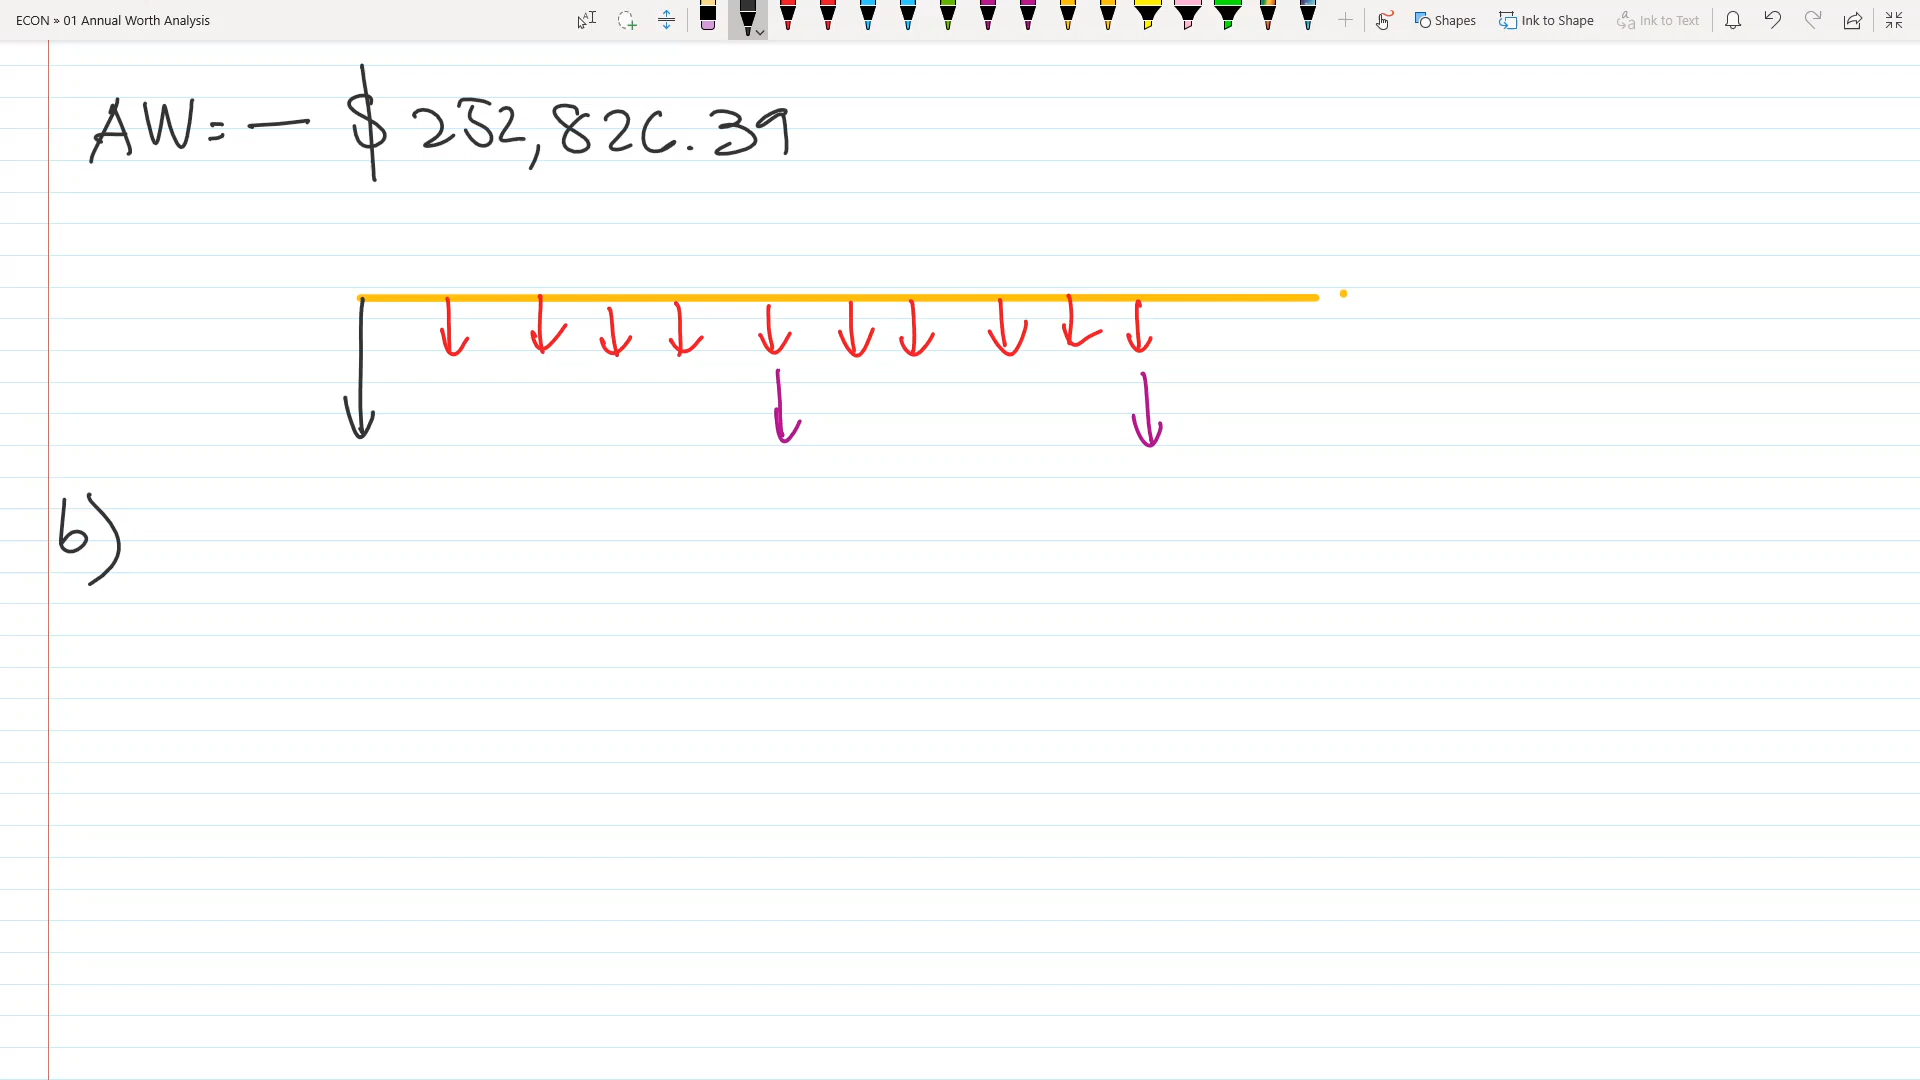 ECON » 01 Annual Worth Analysis
Shapes
Ink to Shape
Ink to Text
AW = - $ 252,826.39
b)